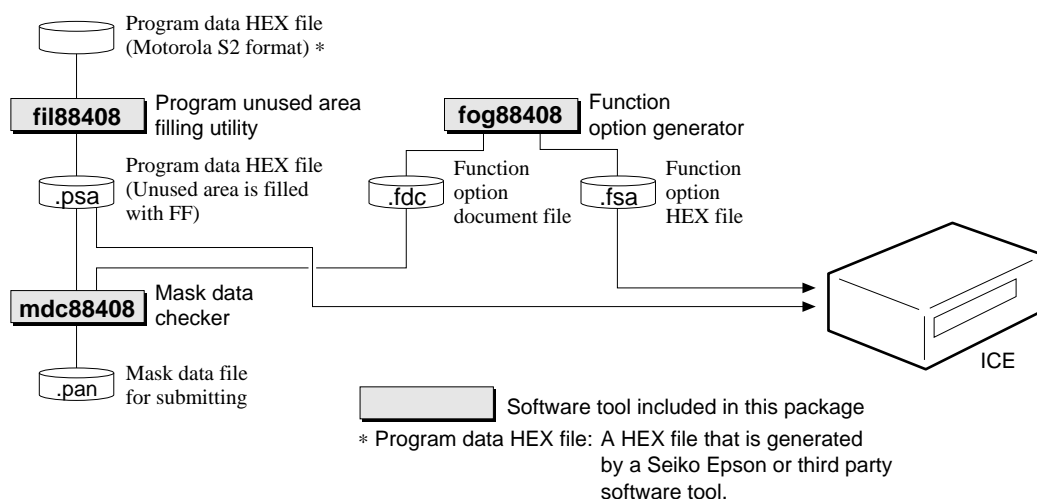 Program data HEX file
(Motorola S2 format) *
fil88408
Program unused area
filling utility
fog88408
Function
option generator
.psa
Program data HEX file
(Unused area is filled
with FF)
.fdc
Function
option
document file
.fsa
Function
option
HEX file
mdc88408
Mask data
checker
ICE
.pan
Mask data file
for submitting
Software tool included in this package
* Program data HEX file: A HEX file that is generated
by a Seiko Epson or third party
software tool.